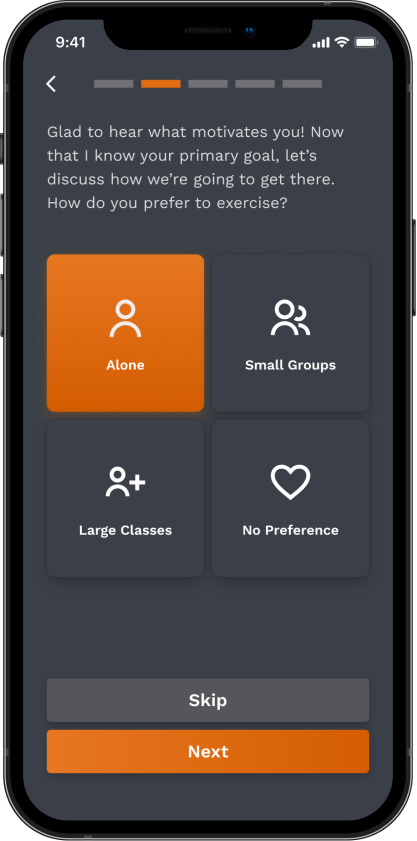 9:41
Glad to hear what motivates you! Now
that I know your primary goal, let’s
discuss how we’re going to get there.
How do you prefer to exercise?
Alone
Small Groups
Large Classes
No Preference
Skip
Next